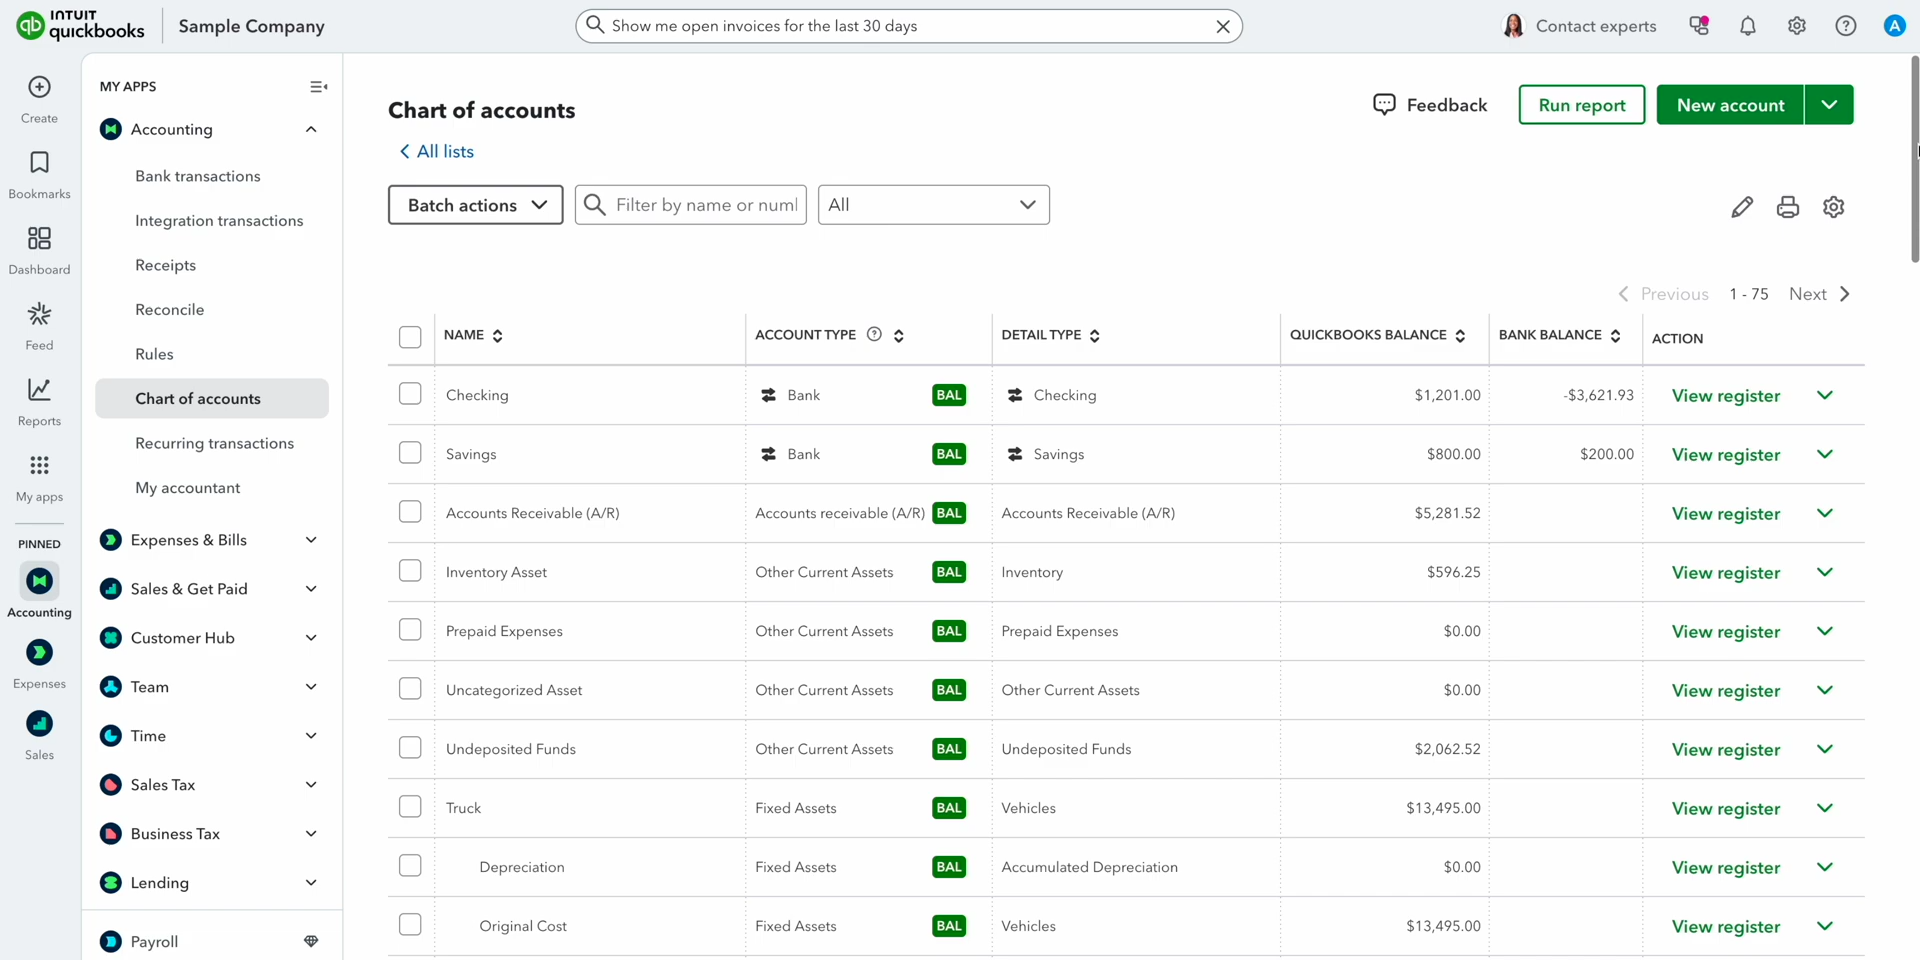 INTUIT
quickbooks
Sample Company
Show me open invoices for the last 30 days
Contact experts
A
Create
Bookmarks
Dashboard
Feed
Reports
My apps
PINNED
Accounting
Expenses
Sales
MY APPS
Accounting
Bank transactions
Integration transactions
Receipts
Reconcile
Rules
Chart of accounts
Recurring transactions
My accountant
Expenses & Bills
Sales & Get Paid
Customer Hub
Team
Time
Sales Tax
Business Tax
Lending
Payroll
Chart of accounts
Feedback
Run report
New account
All lists
Batch actions
Filter by name or num
All
Previous 1 - 75 Next
NAME ACCOUNT TYPE DETAIL TYPE QUICKBOOKS BALANCE BANK BALANCE ACTION
Checking Bank BAL Checking $1,201.00 -$3,621.93 View register
Savings Bank BAL Savings $800.00 $200.00 View register
Accounts Receivable (A/R) Accounts receivable (A/R) BAL Accounts Receivable (A/R) $5,281.52 View register
Inventory Asset Other Current Assets BAL Inventory $596.25 View register
Prepaid Expenses Other Current Assets BAL Prepaid Expenses $0.00 View register
Uncategorized Asset Other Current Assets BAL Other Current Assets $0.00 View register
Undeposited Funds Other Current Assets BAL Undeposited Funds $2,062.52 View register
Truck Fixed Assets BAL Vehicles $13,495.00 View register
Depreciation Fixed Assets BAL Accumulated Depreciation $0.00 View register
Original Cost Fixed Assets BAL Vehicles $13,495.00 View register